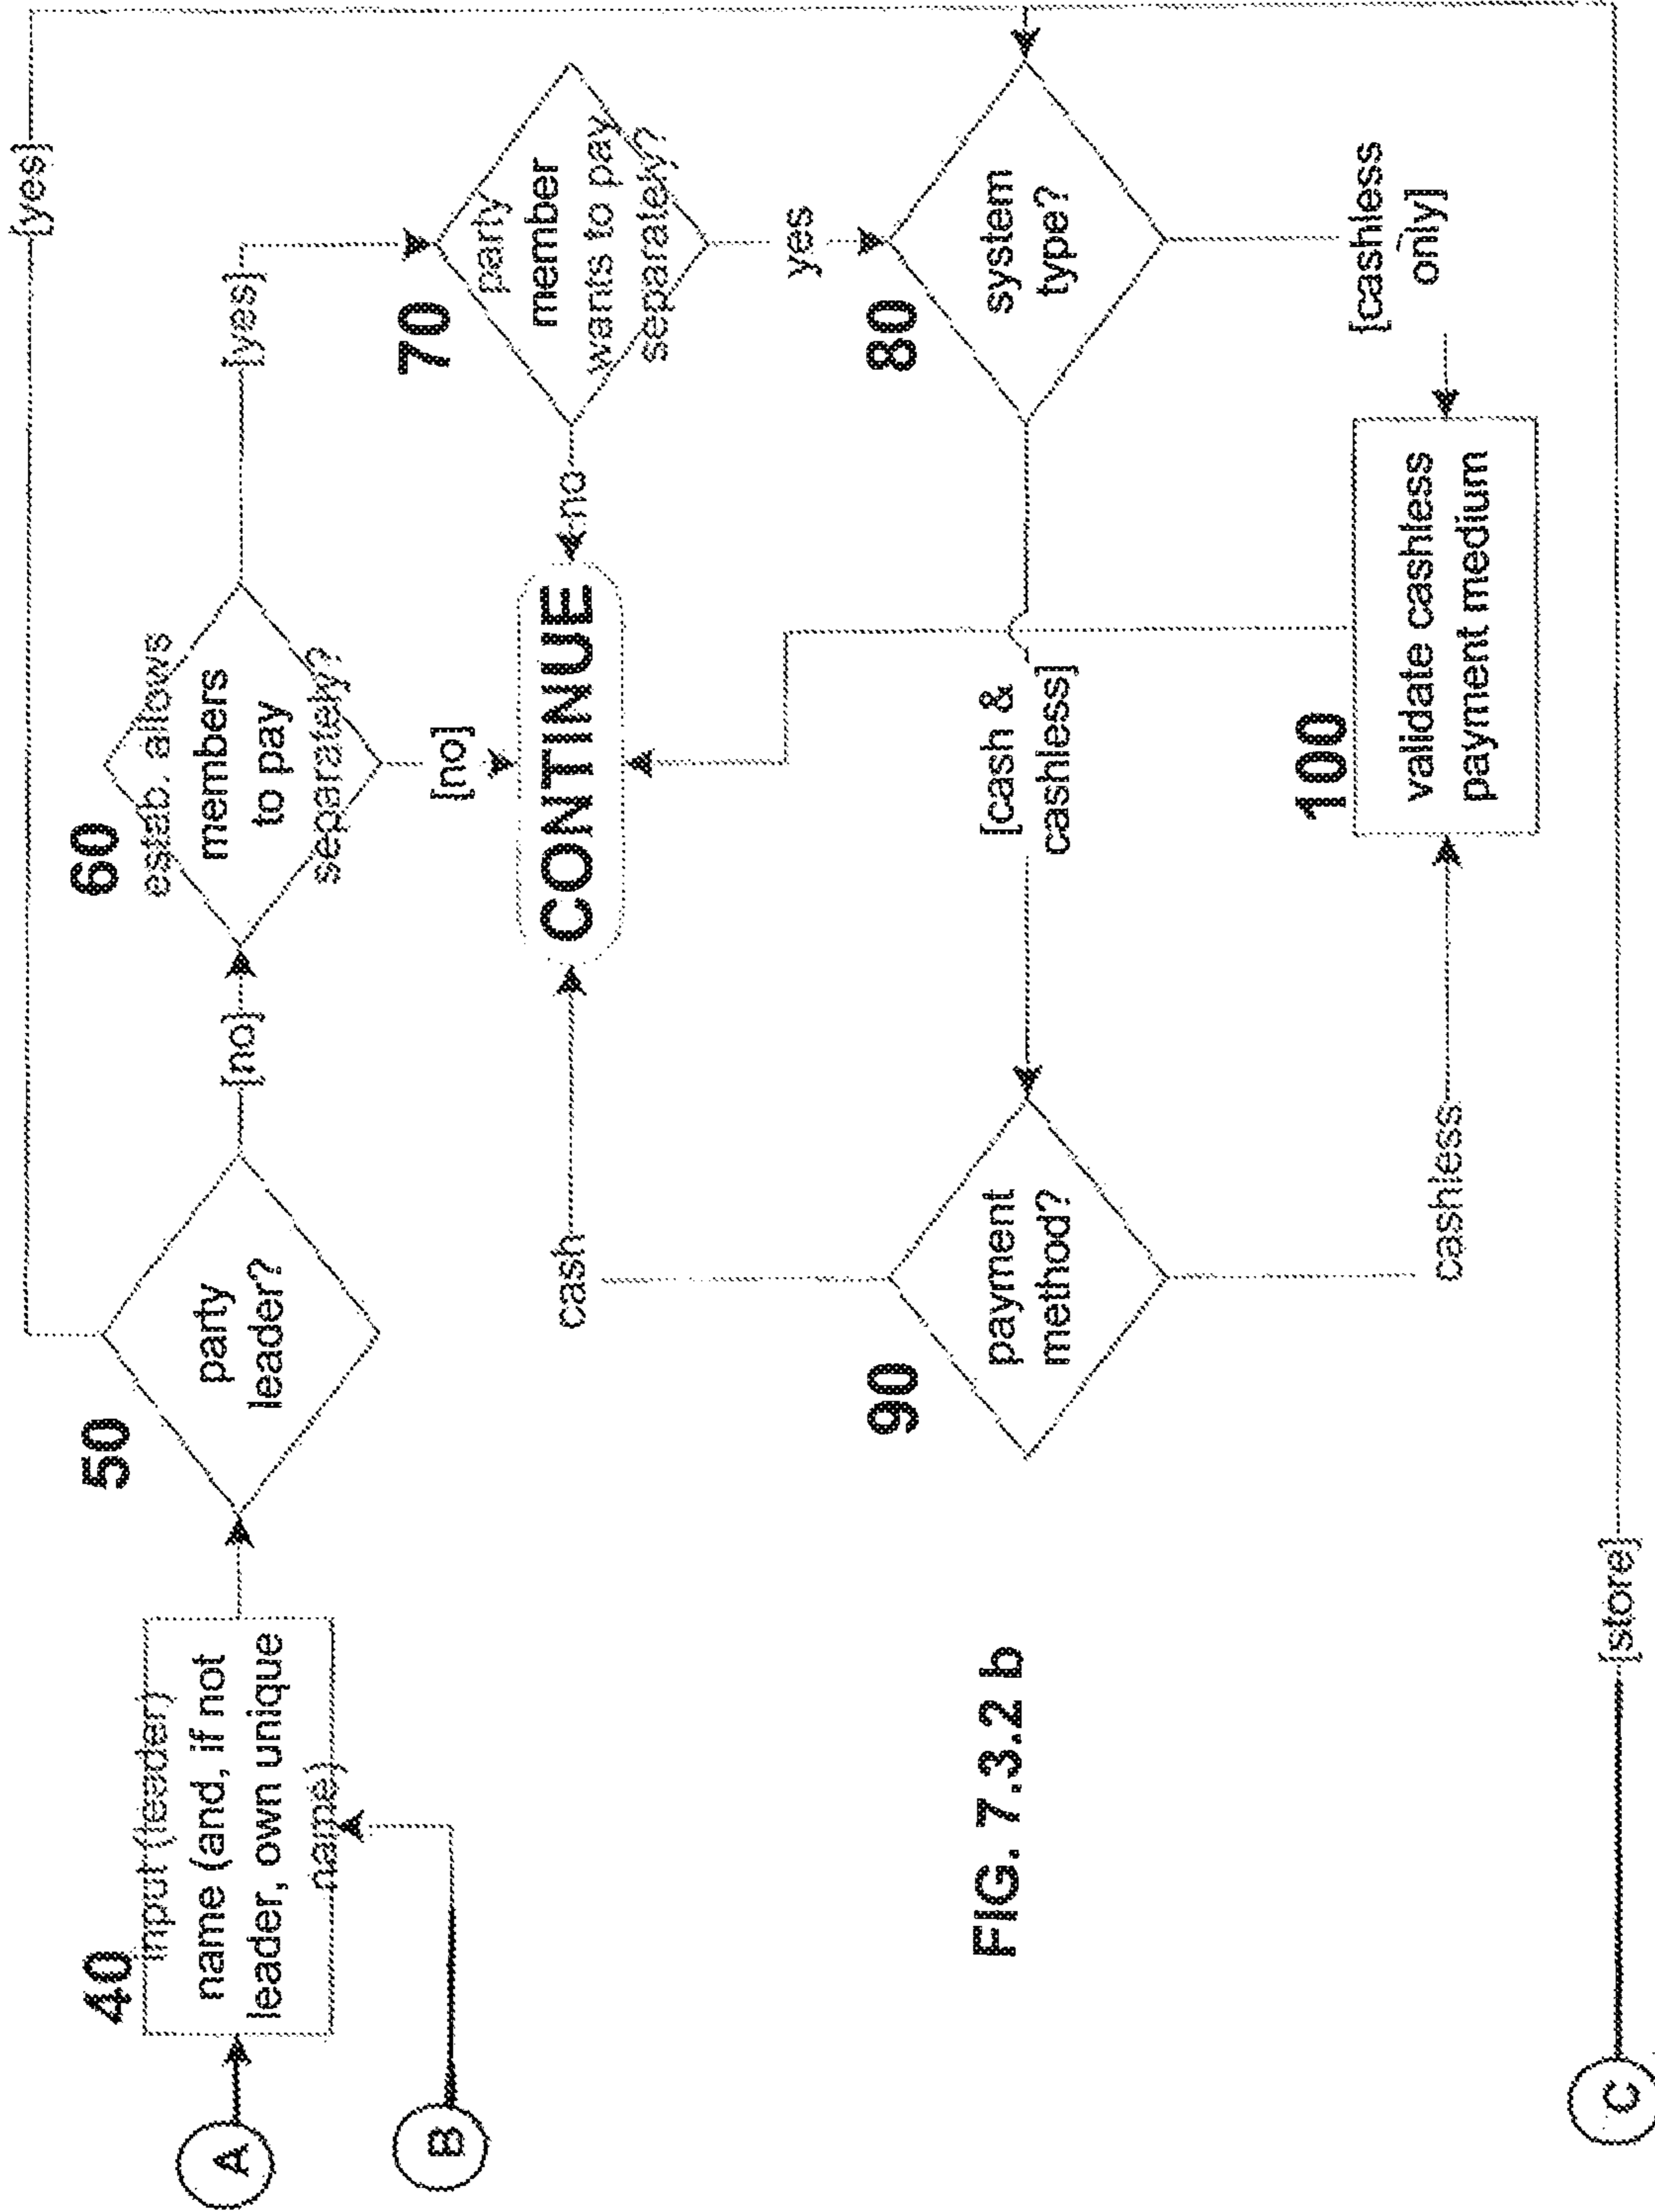 A
40
input (leader)
name (and, if not
leader, own unique
name)
B
50
party
leader?
[yes]
[no]
60
estab. allows
members
to pay
separately?
[yes]
[no]
70
party
member
wants to pay
separately?
no
yes
CONTINUE
cash
80
system
type?
[cash &
cashless]
[cashless
only]
90
payment
method?
cashless
100
validate cashless
payment medium
FIG. 7.3.2 b
C
[store]